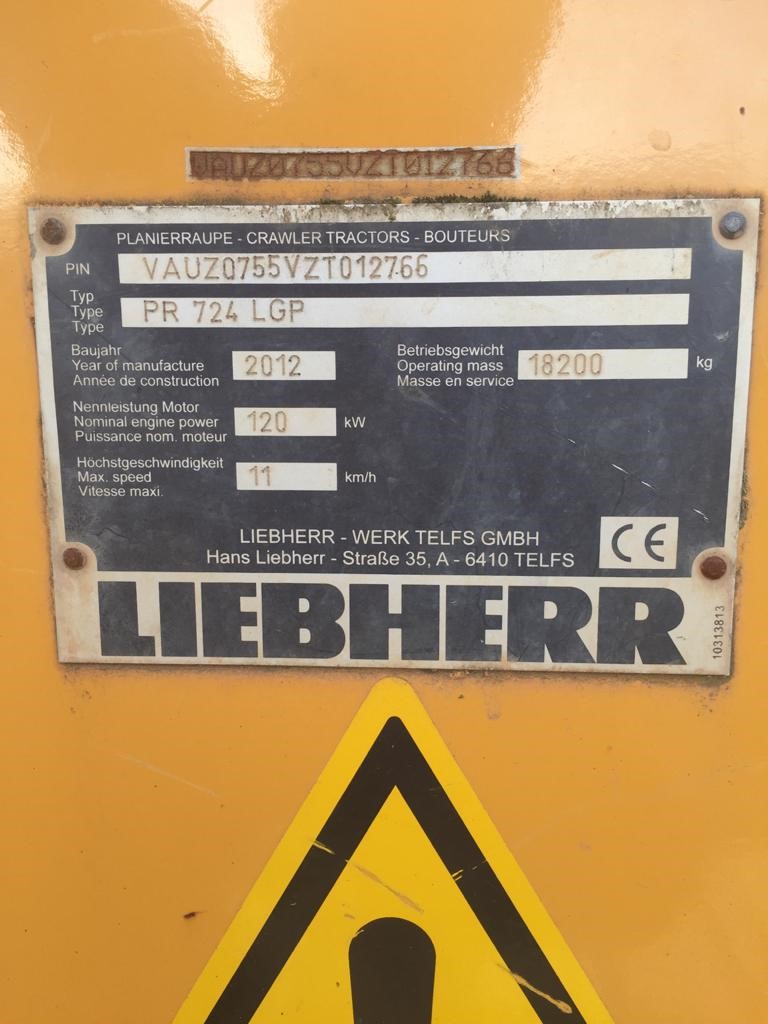 VAUZ0755VZT012766
PLANIERRAUPE - CRAWLER TRACTORS - BOUTEURS
PIN VAUZ0755VZT012766
Typ
Type
Type
PR 724 LGP
Baujahr
Year of manufacture
Année de construction
2012
Betriebsgewicht
Operating mass
Masse en service
18200 kg
Nennleistung Motor
Nominal engine power
Puissance nom. moteur
120 kW
Höchstgeschwindigkeit
Max. speed
Vitesse maxi.
11 km/h
LIEBHERR - WERK TELFS GMBH
Hans Liebherr - Straße 35, A - 6410 TELFS
CE
LIEBHERR
10313813
!